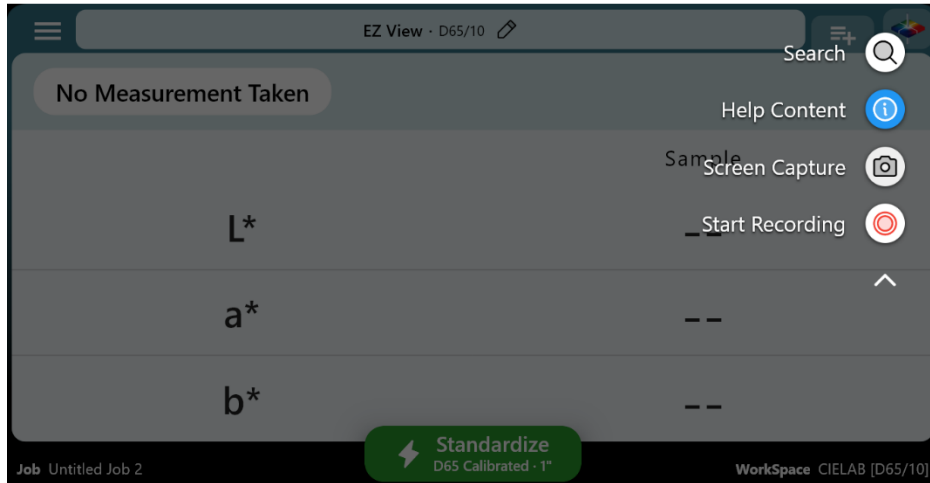 EZ View · D65/10
Search
No Measurement Taken
Help Content
Sample
Screen Capture
L*
--
Start Recording
a*
--
b*
--
Standardize
D65 Calibrated · 1"
Job Untitled Job 2
WorkSpace CIELAB [D65/10]